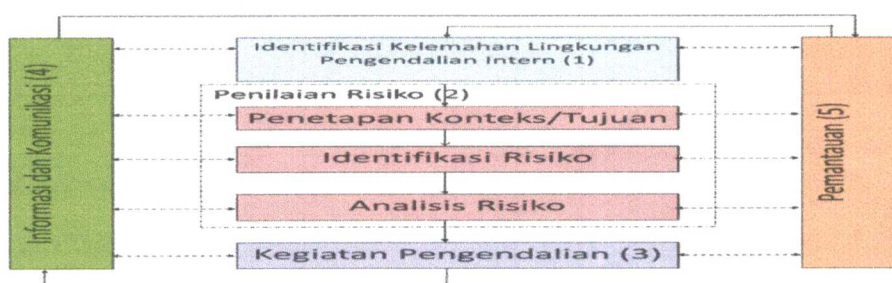 Identifikasi Kelemahan Lingkungan
Pengendalian Intern (1)
Penilaian Risiko (2)
Penetapan Konteks/Tujuan
Identifikasi Risiko
Analisis Risiko
Kegiatan Pengendalian (3)
Informasi dan Komunikasi (4)
Pemantauan (5)